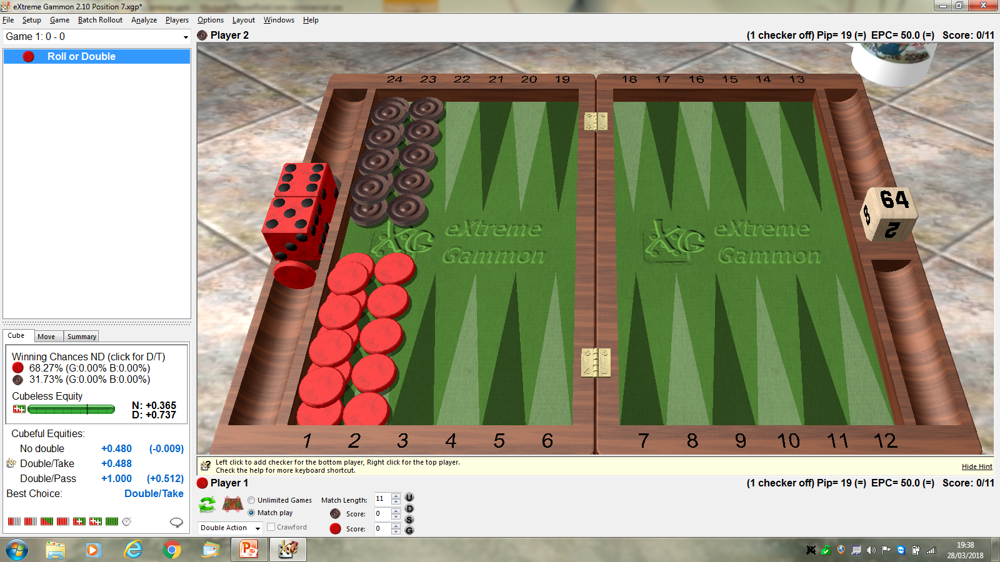 eXtreme Gammon 2.10 Position 7.xgp*
File Setup Game Batch Rollout Analyze Players Options Layout Windows Help
Game 1: 0 - 0
Roll or Double
Player 2 (1 checker off) Pip= 19 (=) EPC= 50.0 (=) Score: 0/11
24 23 22 21 20 19 18 17 16 15 14 13
64
8
2
eXtreme
Gammon
eXtreme
Gammon
1 2 3 4 5 6 7 8 9 10 11 12
Cube Move Summary
Winning Chances ND (click for D/T)
68.27% (G:0.00% B:0.00%)
31.73% (G:0.00% B:0.00%)
Cubeless Equity
N: +0.365
D: +0.737
Cubeful Equities:
No double +0.480 (-0.009)
Double/Take +0.488
Double/Pass +1.000 (+0.512)
Best Choice: Double/Take
Left click to add checker for the bottom player, Right click for the top player.
Check the help for more keyboard shortcut.
Hide Hint
Player 1 (1 checker off) Pip= 19 (=) EPC= 50.0 (=) Score: 0/11
Unlimited Games
Match play
Double Action
Crawford
Match Length: 11
Score: 0
Score: 0
U
D
S
G
19:38
28/03/2018